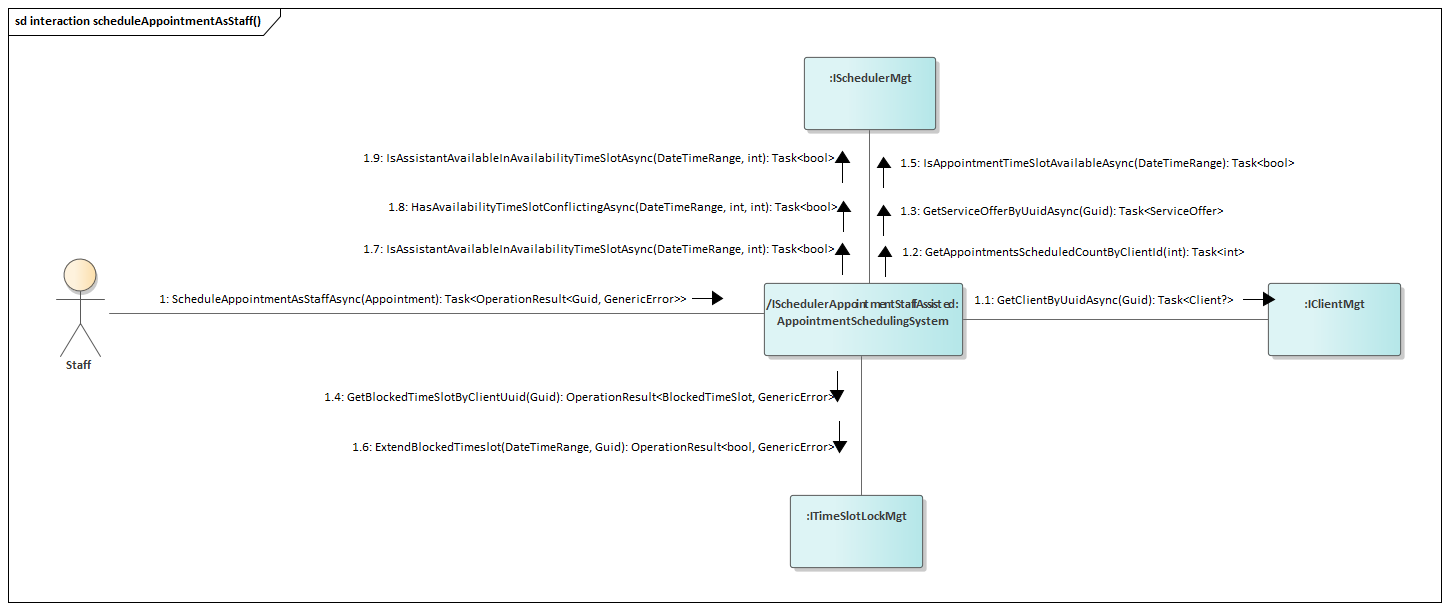 sd interaction scheduleAppointmentAsStaff()
:ISchedulerMgt
1.9: IsAssistantAvailableInAvailabilityTimeSlotAsync(DateTimeRange, int): Task<bool>
1.5: IsAppointmentTimeSlotAvailableAsync(DateTimeRange): Task<bool>
1.8: HasAvailabilityTimeSlotConflictingAsync(DateTimeRange, int, int): Task<bool>
1.3: GetServiceOfferByUuidAsync(Guid): Task<ServiceOffer>
1.7: IsAssistantAvailableInAvailabilityTimeSlotAsync(DateTimeRange, int): Task<bool>
1.2: GetAppointmentsScheduledCountByClientId(int): Task<int>
1: ScheduleAppointmentAsStaffAsync(Appointment): Task<OperationResult<Guid, GenericError>>
/ISchedulerAppointmentStaffAssisted:
AppointmentSchedulingSystem
1.1: GetClientByUuidAsync(Guid): Task<Client?>
:IClientMgt
Staff
1.4: GetBlockedTimeSlotByClientUuid(Guid): OperationResult<BlockedTimeSlot, GenericError>
1.6: ExtendBlockedTimeslot(DateTimeRange, Guid): OperationResult<bool, GenericError>
:ITimeSlotLockMgt